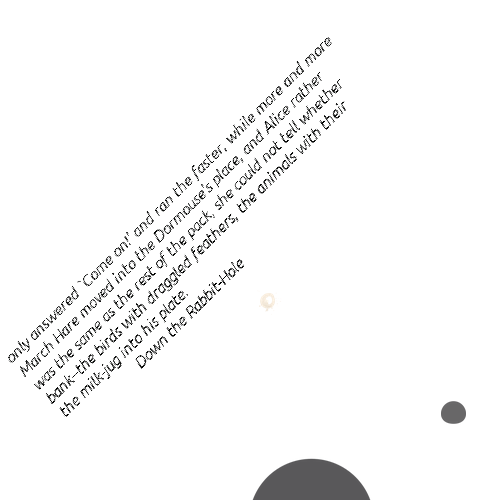 only answered `Come on!' and ran the faster, while more and more
March Hare moved into the Dormouse's place, and Alice rather
was the same as the rest of the pack, she could not tell whether
bank--the birds with draggled feathers, the animals with their
the milk-jug into his plate.
Down the Rabbit-Hole